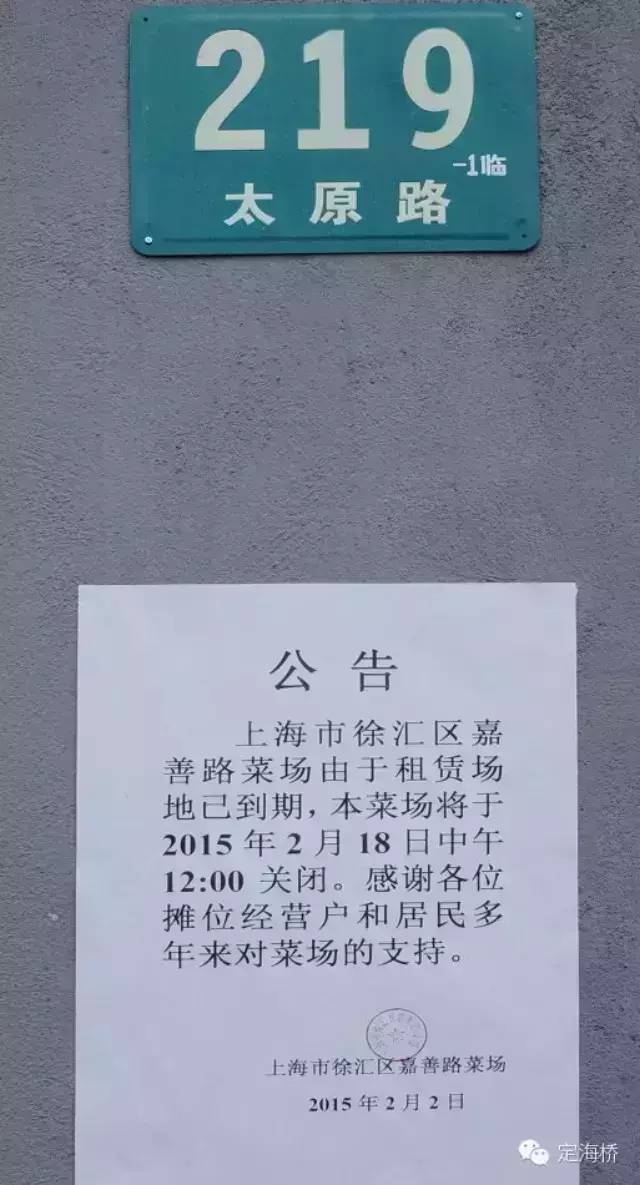 219
-1临
太原路
公告
上海市徐汇区嘉
善路菜场由于租赁场
地已到期，本菜场将于
2015年2月18日中午
12:00关闭。感谢各位
摊位经营户和居民多
年来对菜场的支持。
上海市徐汇区嘉善路菜场
2015年2月2日
定海桥